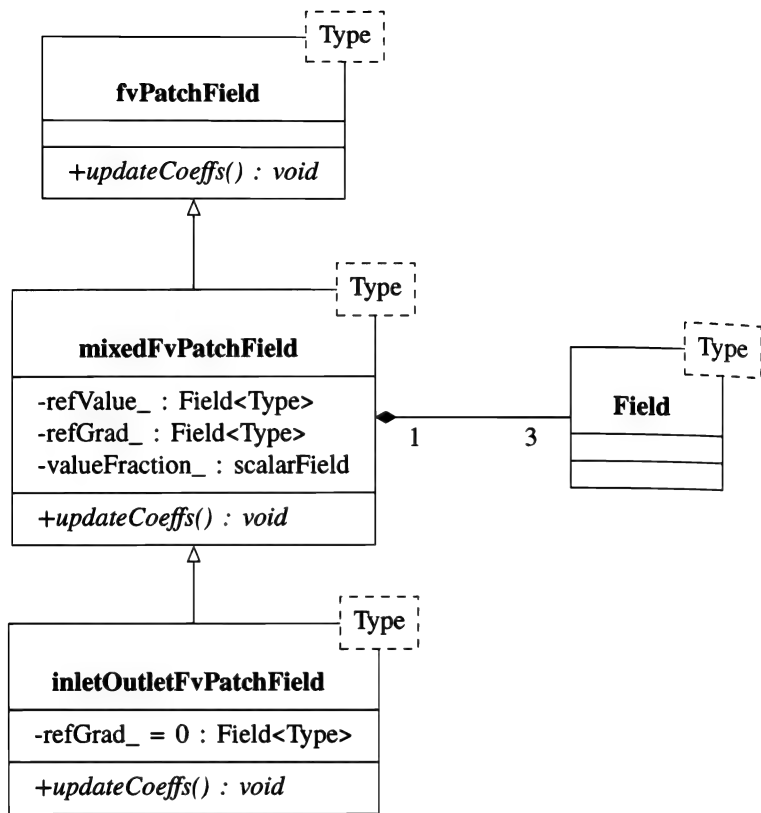 Type
fvPatchField
+updateCoeffs() : void
Type
mixedFvPatchField
-refValue_ : Field<Type>
-refGrad_ : Field<Type>
-valueFraction_ : scalarField
+updateCoeffs() : void
1
3
Type
Field
Type
inletOutletFvPatchField
-refGrad_ = 0 : Field<Type>
+updateCoeffs() : void